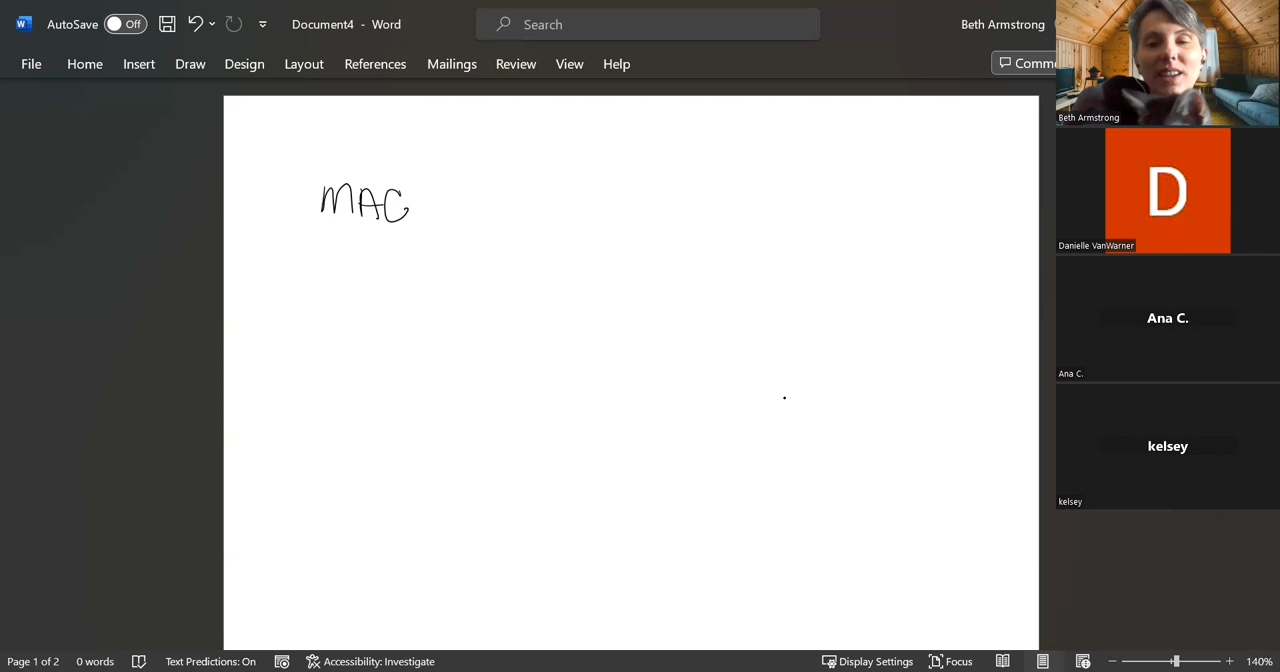 AutoSave Off Document4 - Word Search Beth Armstrong
File Home Insert Draw Design Layout References Mailings Review View Help
MAC
Beth Armstrong
D
Danielle VanWarner
Ana C.
Ana C.
kelsey
kelsey
Page 1 of 2 0 words Text Predictions: On Accessibility: Investigate Display Settings Focus 140%